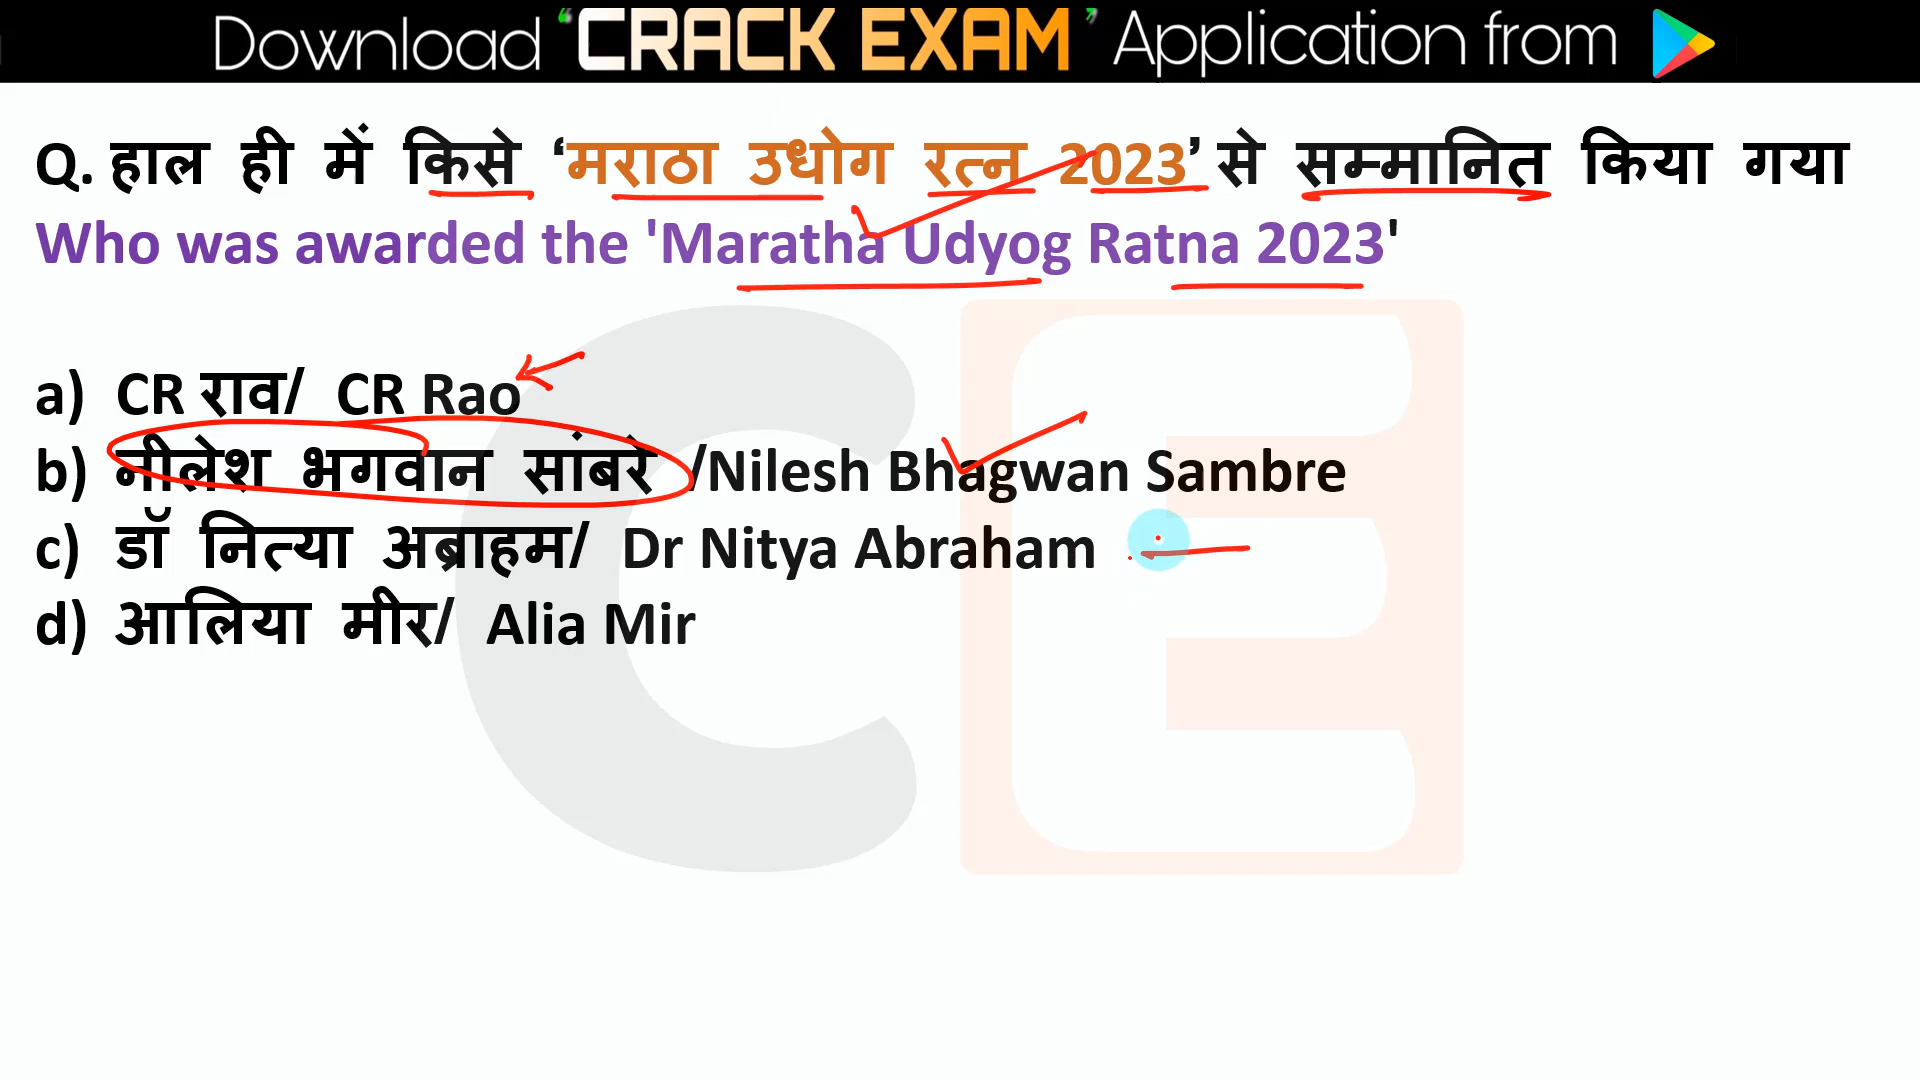 Download ‘CRACK EXAM’ Application from
Q. हाल ही में किसे ‘मराठा उधोग रत्न 2023’ से सम्मानित किया गया
Who was awarded the 'Maratha Udyog Ratna 2023'
a) CR राव/ CR Rao
b) नीलेश भगवान सांबरे /Nilesh Bhagwan Sambre
c) डॉ नित्या अब्राहम/ Dr Nitya Abraham
d) आलिया मीर/ Alia Mir
CE